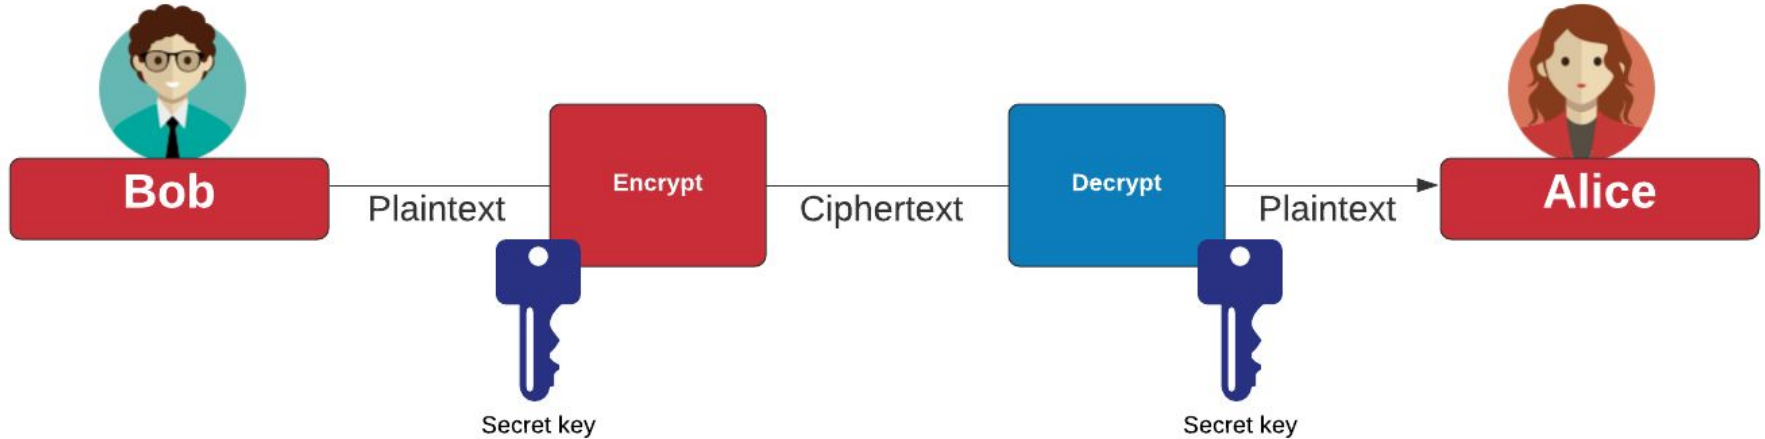 Bob
Plaintext
Encrypt
Ciphertext
Decrypt
Plaintext
Alice
Secret key
Secret key